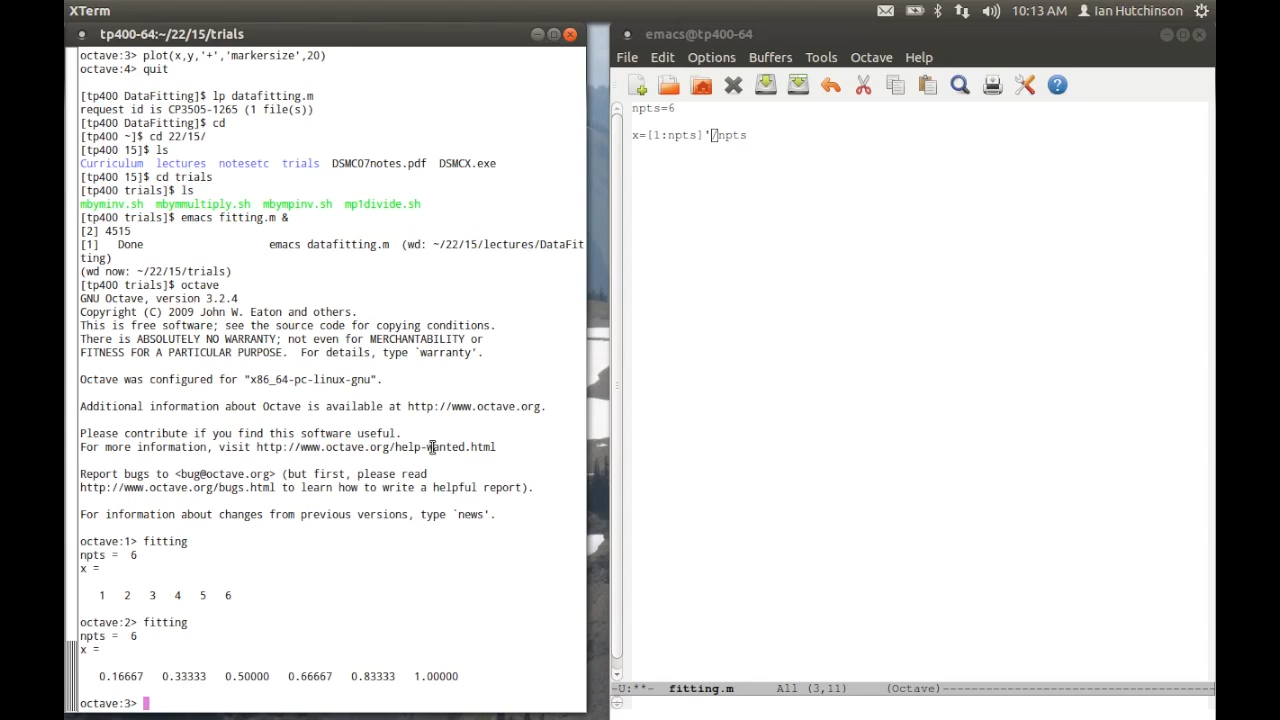 XTerm
10:13 AM
Ian Hutchinson
tp400-64:~/22/15/trials
octave:3> plot(x,y,'+','markersize',20)
octave:4> quit
[tp400 DataFitting]$ lp datafitting.m
request id is CP3505-1265 (1 file(s))
[tp400 DataFitting]$ cd
[tp400 ~]$ cd 22/15/
[tp400 15]$ ls
Curriculum lectures notesetc trials DSMC07notes.pdf DSMCX.exe
[tp400 15]$ cd trials
[tp400 trials]$ ls
mbyminv.sh mbymmultiply.sh mbympinv.sh mp1divide.sh
[tp400 trials]$ emacs fitting.m &
[2] 4515
[1] Done emacs datafitting.m (wd: ~/22/15/lectures/DataFit
ting)
(wd now: ~/22/15/trials)
[tp400 trials]$ octave
GNU Octave, version 3.2.4
Copyright (C) 2009 John W. Eaton and others.
This is free software; see the source code for copying conditions.
There is ABSOLUTELY NO WARRANTY; not even for MERCHANTABILITY or
FITNESS FOR A PARTICULAR PURPOSE. For details, type `warranty'.
Octave was configured for "x86_64-pc-linux-gnu".
Additional information about Octave is available at http://www.octave.org.
Please contribute if you find this software useful.
For more information, visit http://www.octave.org/help-wanted.html
Report bugs to <bug@octave.org> (but first, please read
http://www.octave.org/bugs.html to learn how to write a helpful report).
For information about changes from previous versions, type `news'.
octave:1> fitting
npts = 6
x =
1 2 3 4 5 6
octave:2> fitting
npts = 6
x =
0.16667 0.33333 0.50000 0.66667 0.83333 1.00000
octave:3>
emacs@tp400-64
File Edit Options Buffers Tools Octave Help
npts=6
x=[1:npts]'/npts
-U:**- fitting.m All (3,11) (Octave)